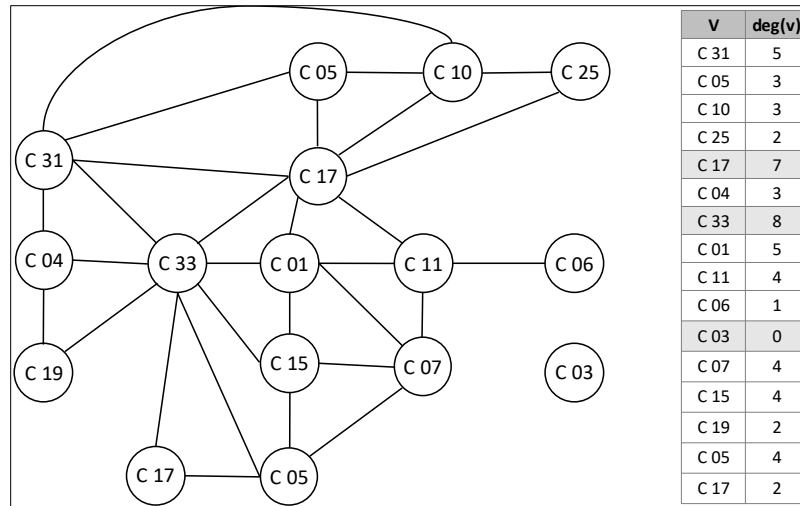 C 05 C 10 C 25
C 31
C 17
C 04 C 33 C 01 C 11 C 06
C 19 C 15 C 07 C 03
C 17 C 05
V deg(v)
C 31 5
C 05 3
C 10 3
C 25 2
C 17 7
C 04 3
C 33 8
C 01 5
C 11 4
C 06 1
C 03 0
C 07 4
C 15 4
C 19 2
C 05 4
C 17 2